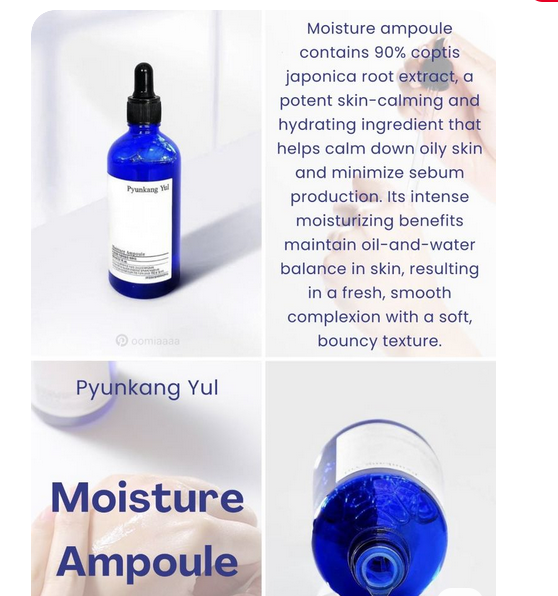 Pyunkang Yul
Moisture Ampoule
oomiaaaa
Moisture ampoule
contains 90% coptis
japonica root extract, a
potent skin-calming and
hydrating ingredient that
helps calm down oily skin
and minimize sebum
production. Its intense
moisturizing benefits
maintain oil-and-water
balance in skin, resulting
in a fresh, smooth
complexion with a soft,
bouncy texture.
Pyunkang Yul
Moisture
Ampoule